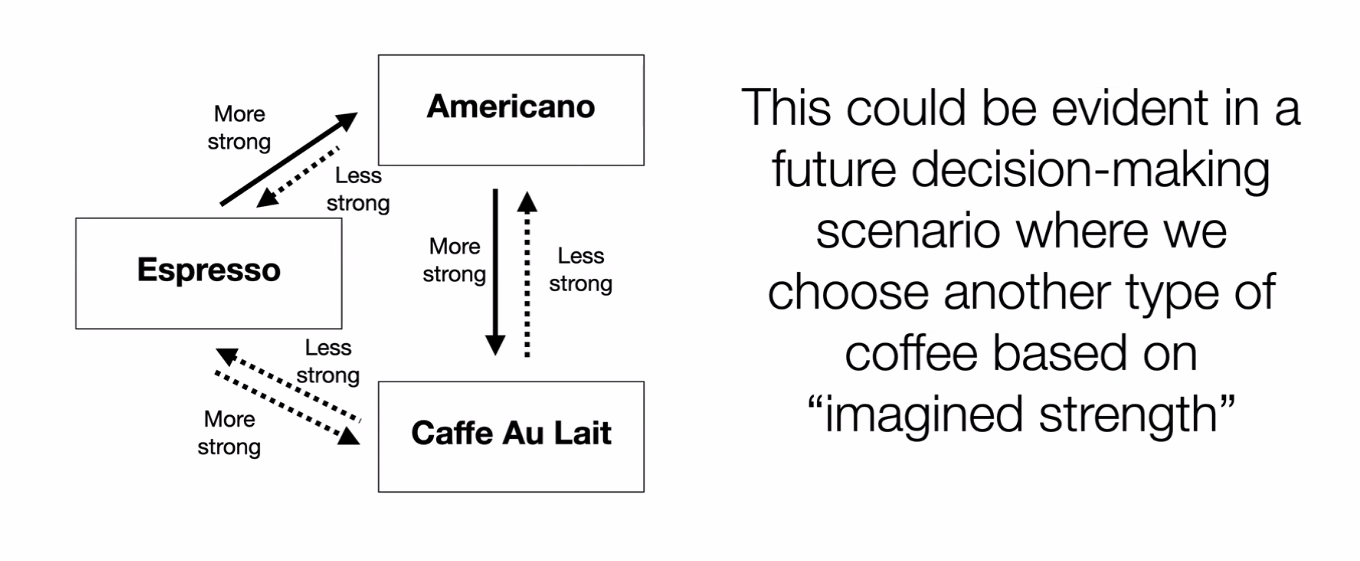 Americano
More
strong
Less
strong
Espresso
More
strong
Less
strong
Less
strong
More
strong
Caffe Au Lait
This could be evident in a
future decision-making
scenario where we
choose another type of
coffee based on
“imagined strength”